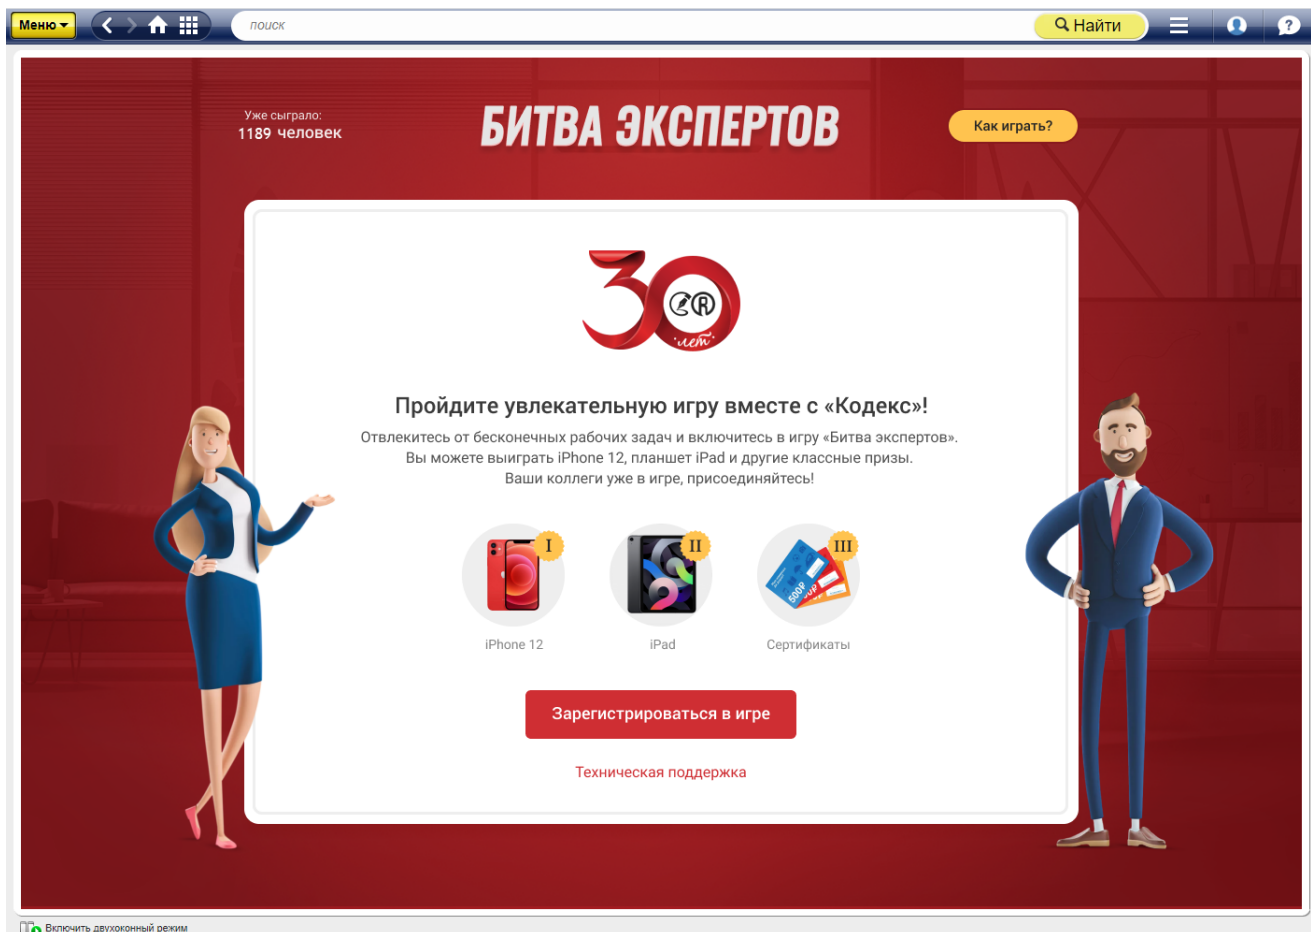 Меню
поиск
Найти
Уже сыграло:
1189 человек
БИТВА ЭКСПЕРТОВ
Как играть?
30
лет
Пройдите увлекательную игру вместе с «Кодекс»!
Отвлекитесь от бесконечных рабочих задач и включитесь в игру «Битва экспертов».
Вы можете выиграть iPhone 12, планшет iPad и другие классные призы.
Ваши коллеги уже в игре, присоединяйтесь!
I
II
III
500₽
iPhone 12
iPad
Сертификаты
Зарегистрироваться в игре
Техническая поддержка
Включить двухоконный режим